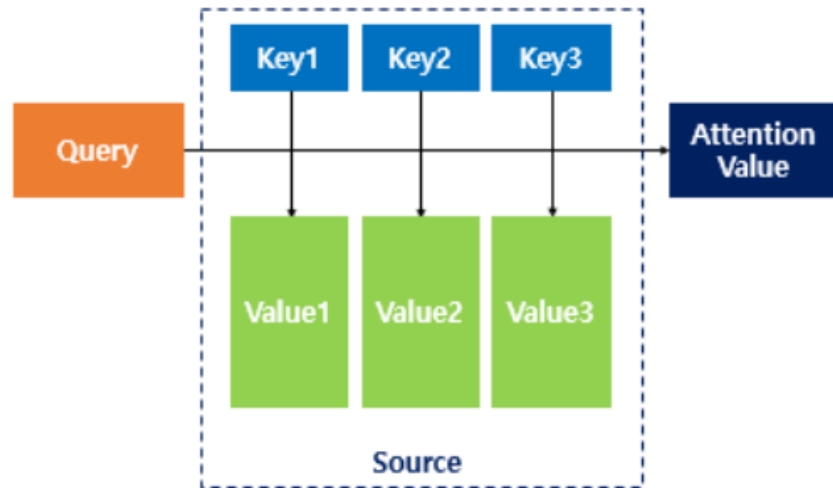 Key1 Key2 Key3
Query
Attention
Value
Value1 Value2 Value3
Source